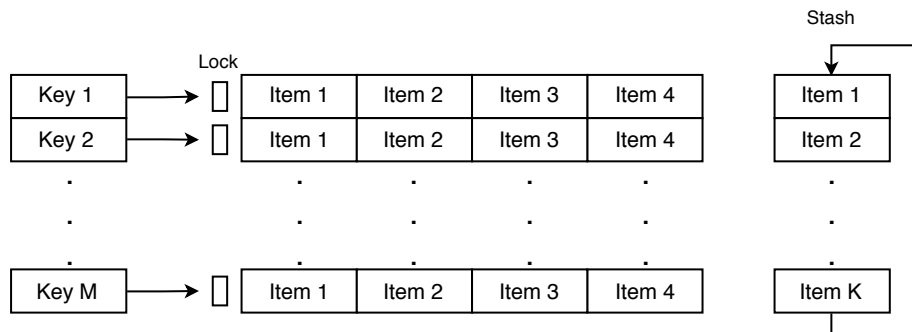 Stash
Lock
Key 1 Item 1 Item 2 Item 3 Item 4 Item 1
Key 2 Item 1 Item 2 Item 3 Item 4 Item 2
. . . . . .
. . . . . .
. . . . . .
Key M Item 1 Item 2 Item 3 Item 4 Item K